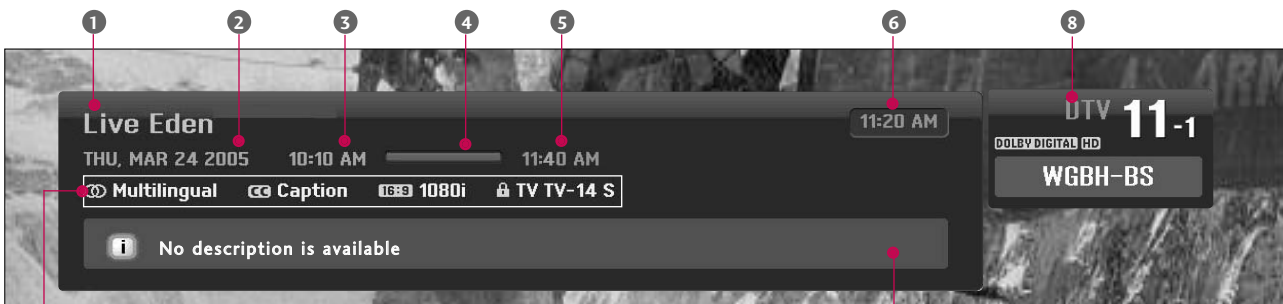 1 2 3 4 5 6 8
Live Eden
11:20 AM
THU, MAR 24 2005 10:10 AM 11:40 AM
Multilingual CC Caption 16:9 1080i TV TV-14 S
i No description is available
DTV 11-1
DOLBY DIGITAL HD
WGBH-BS
ARM